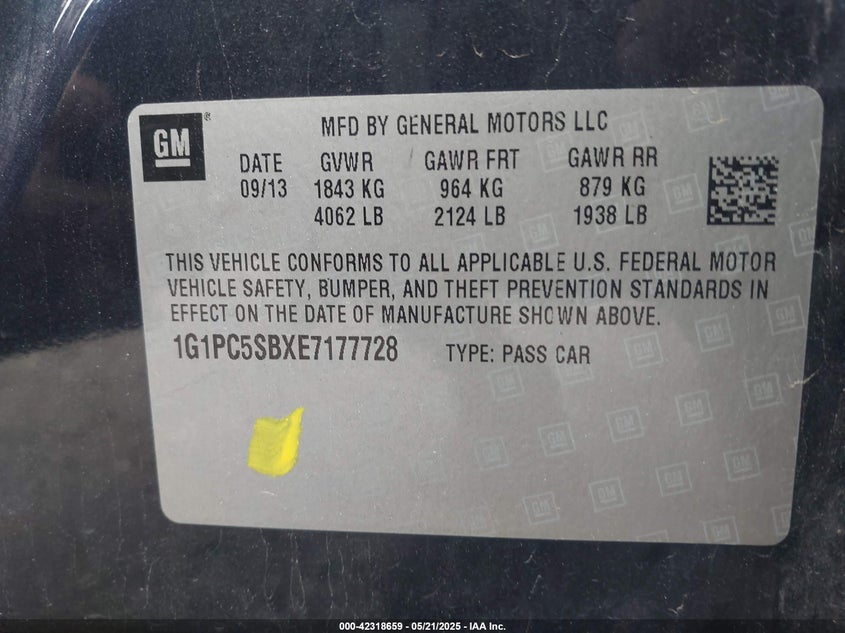 GM ®
MFD BY GENERAL MOTORS LLC
DATE GVWR GAWR FRT GAWR RR
09/13 1843 KG 964 KG 879 KG
4062 LB 2124 LB 1938 LB
THIS VEHICLE CONFORMS TO ALL APPLICABLE U.S. FEDERAL MOTOR
VEHICLE SAFETY, BUMPER, AND THEFT PREVENTION STANDARDS IN
EFFECT ON THE DATE OF MANUFACTURE SHOWN ABOVE.
1G1PC5SBXE7177728 TYPE: PASS CAR
000-42318659 - 05/21/2025 - IAA Inc.